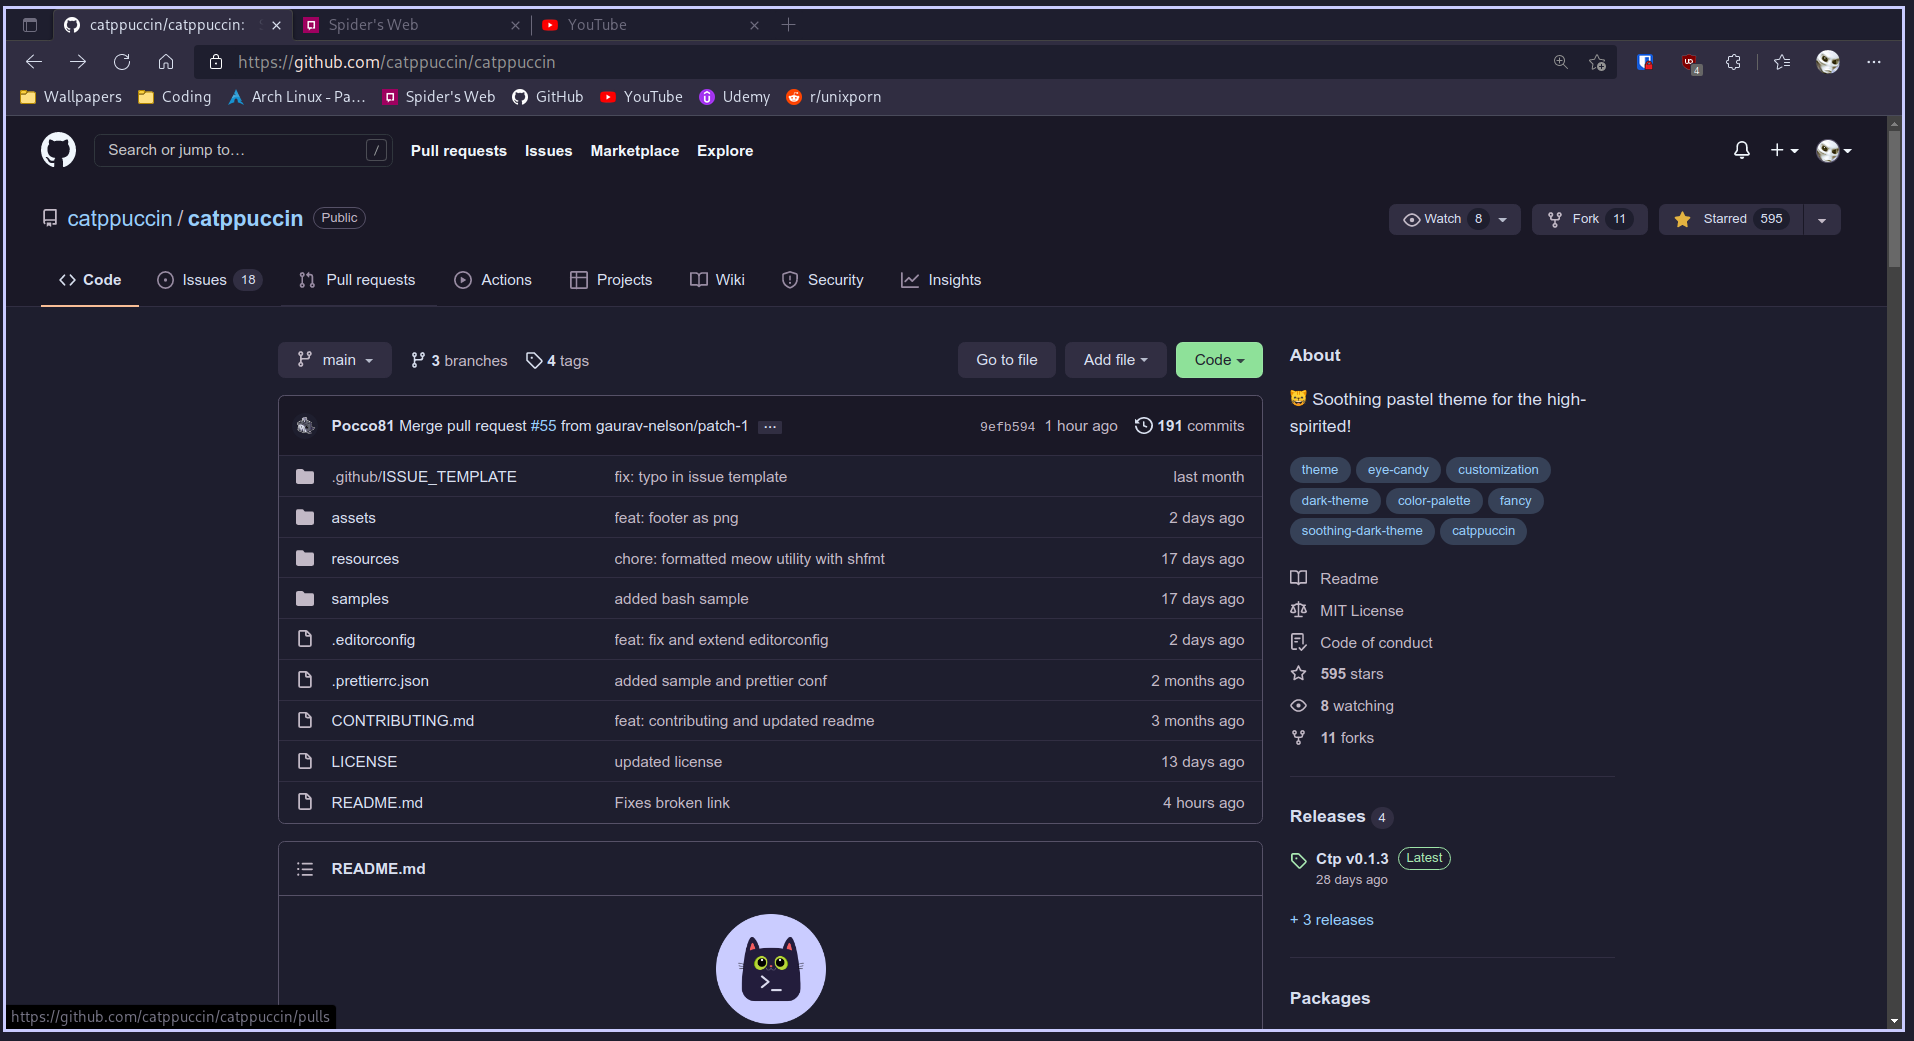 catppuccin/catppuccin:
Spider's Web
YouTube
https://github.com/catppuccin/catppuccin
4
Wallpapers
Coding
Arch Linux - Pa...
Spider's Web
GitHub
YouTube
Udemy
r/unixporn
Search or jump to...
/
Pull requests
Issues
Marketplace
Explore
catppuccin / catppuccin
Public
Watch 8
Fork 11
Starred 595
Code
Issues 18
Pull requests
Actions
Projects
Wiki
Security
Insights
main
3 branches
4 tags
Go to file
Add file
Code
Pocco81 Merge pull request #55 from gaurav-nelson/patch-1 ...
9efb594 1 hour ago
191 commits
.github/ISSUE_TEMPLATE
fix: typo in issue template
last month
assets
feat: footer as png
2 days ago
resources
chore: formatted meow utility with shfmt
17 days ago
samples
added bash sample
17 days ago
.editorconfig
feat: fix and extend editorconfig
2 days ago
.prettierrc.json
added sample and prettier conf
2 months ago
CONTRIBUTING.md
feat: contributing and updated readme
3 months ago
LICENSE
updated license
13 days ago
README.md
Fixes broken link
4 hours ago
README.md
>_
About
😸 Soothing pastel theme for the high-
spirited!
theme
eye-candy
customization
dark-theme
color-palette
fancy
soothing-dark-theme
catppuccin
Readme
MIT License
Code of conduct
595 stars
8 watching
11 forks
Releases 4
Ctp v0.1.3 Latest
28 days ago
+ 3 releases
Packages
https://github.com/catppuccin/catppuccin/pulls